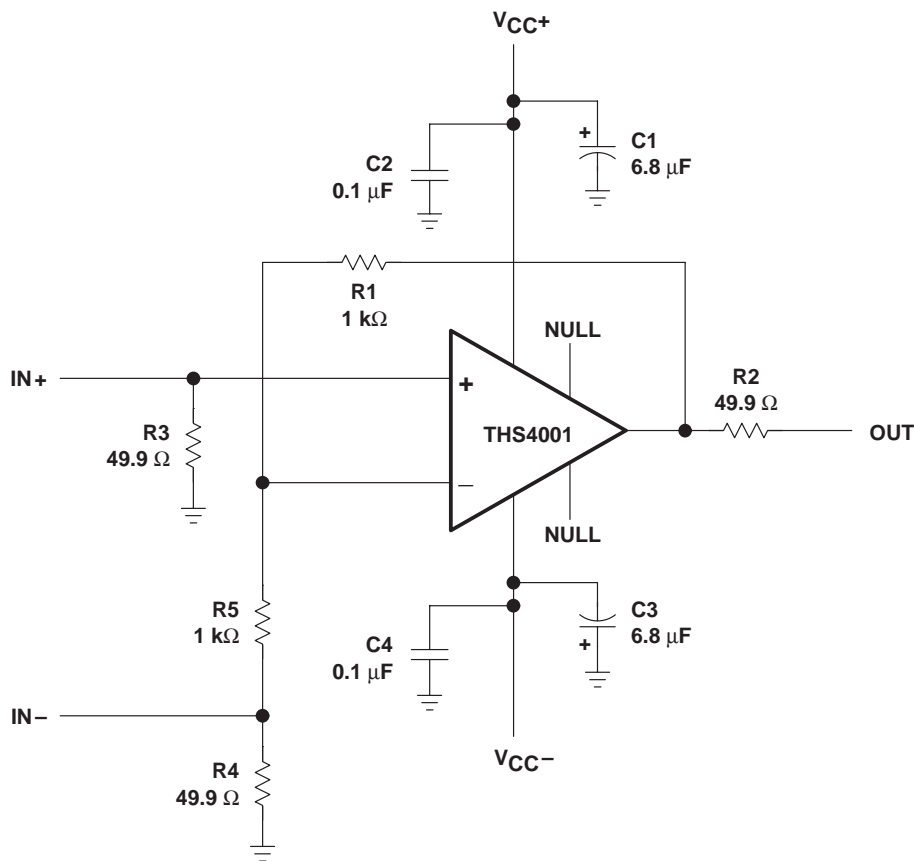 VCC+
C2
0.1 μF
+
C1
6.8 μF
R1
1 kΩ
NULL
IN+
+
R2
49.9 Ω
R3
49.9 Ω
THS4001
OUT
−
NULL
R5
1 kΩ
C4
0.1 μF
C3
6.8 μF
+
IN−
VCC−
R4
49.9 Ω